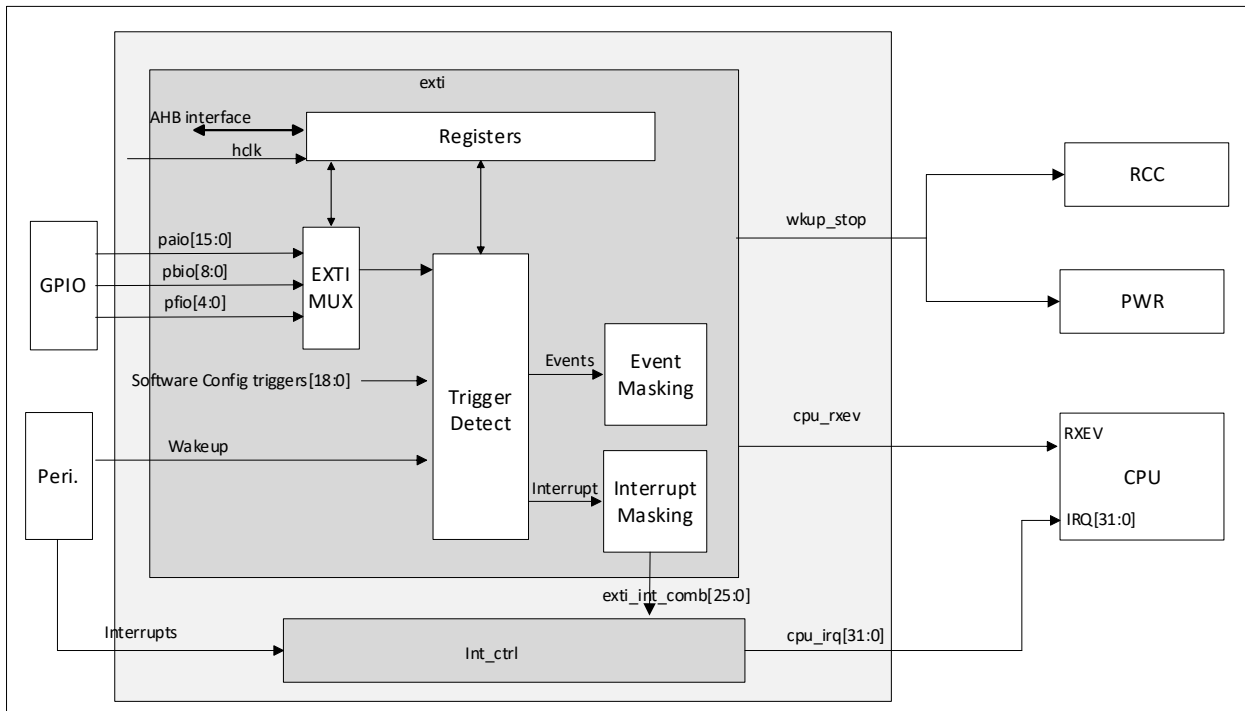 exti
AHB interface
Registers
hclk
RCC
wkup_stop
paio[15:0]
GPIO
pbio[8:0]
EXTI
MUX
pfio[4:0]
PWR
Events
Event
Masking
Software Config triggers[18:0]
Trigger
Detect
cpu_rxev
RXEV
Wakeup
Peri.
CPU
Interrupt
Interrupt
Masking
IRQ[31:0]
exti_int_comb[25:0]
Interrupts
Int_ctrl
cpu_irq[31:0]